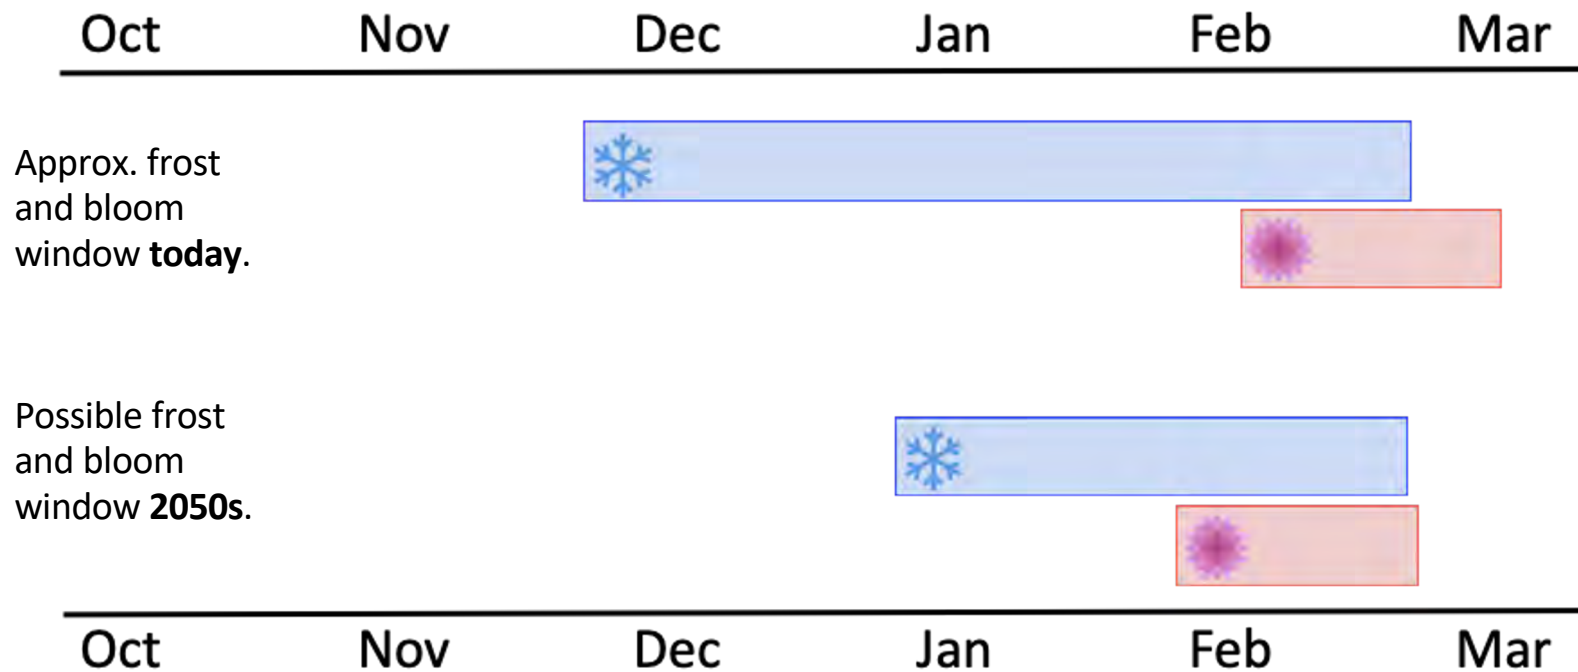 Oct Nov Dec Jan Feb Mar
Approx. frost
and bloom
window today.
Possible frost
and bloom
window 2050s.
Oct Nov Dec Jan Feb Mar